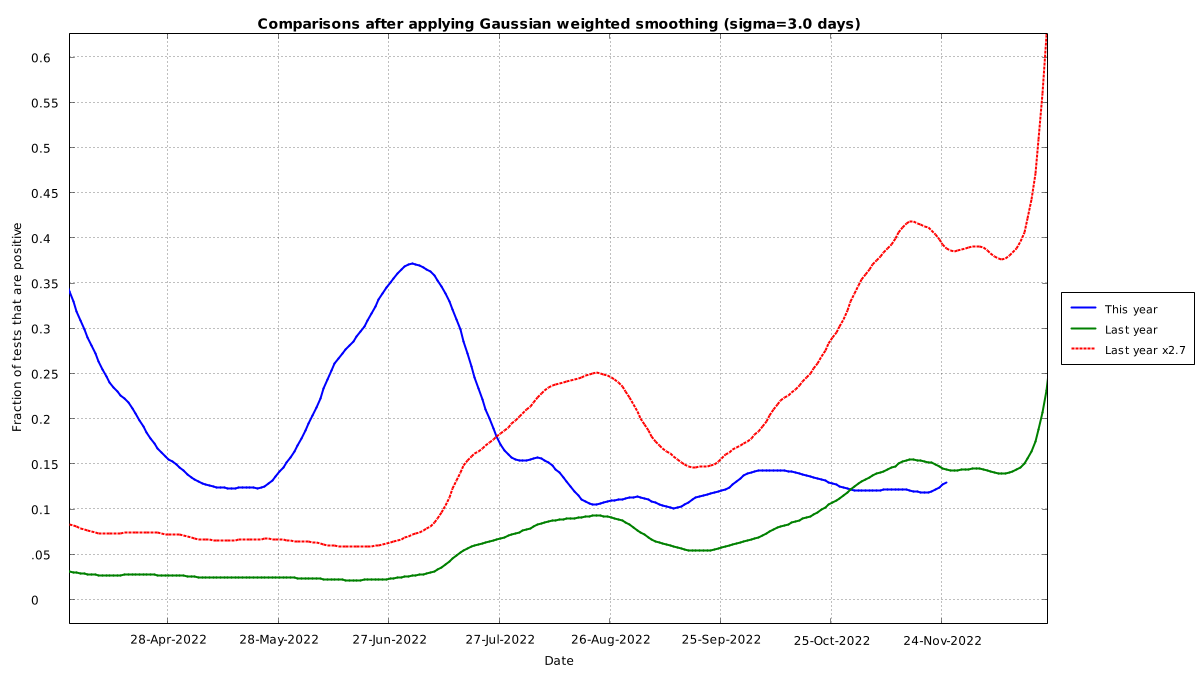 Comparisons after applying Gaussian weighted smoothing (sigma=3.0 days)
0.6
0.55
0.5
0.45
0.4
0.35
0.3
0.25
0.2
0.15
0.1
.05
0
Fraction of tests that are positive
28-Apr-2022 28-May-2022 27-Jun-2022 27-Jul-2022 26-Aug-2022 25-Sep-2022 25-Oct-2022 24-Nov-2022
Date
This year
Last year
Last year x2.7